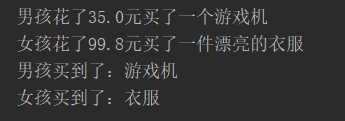 男孩花了35.0元买了一个游戏机
女孩花了99.8元买了一件漂亮的衣服
男孩买到了：游戏机
女孩买到了：衣服